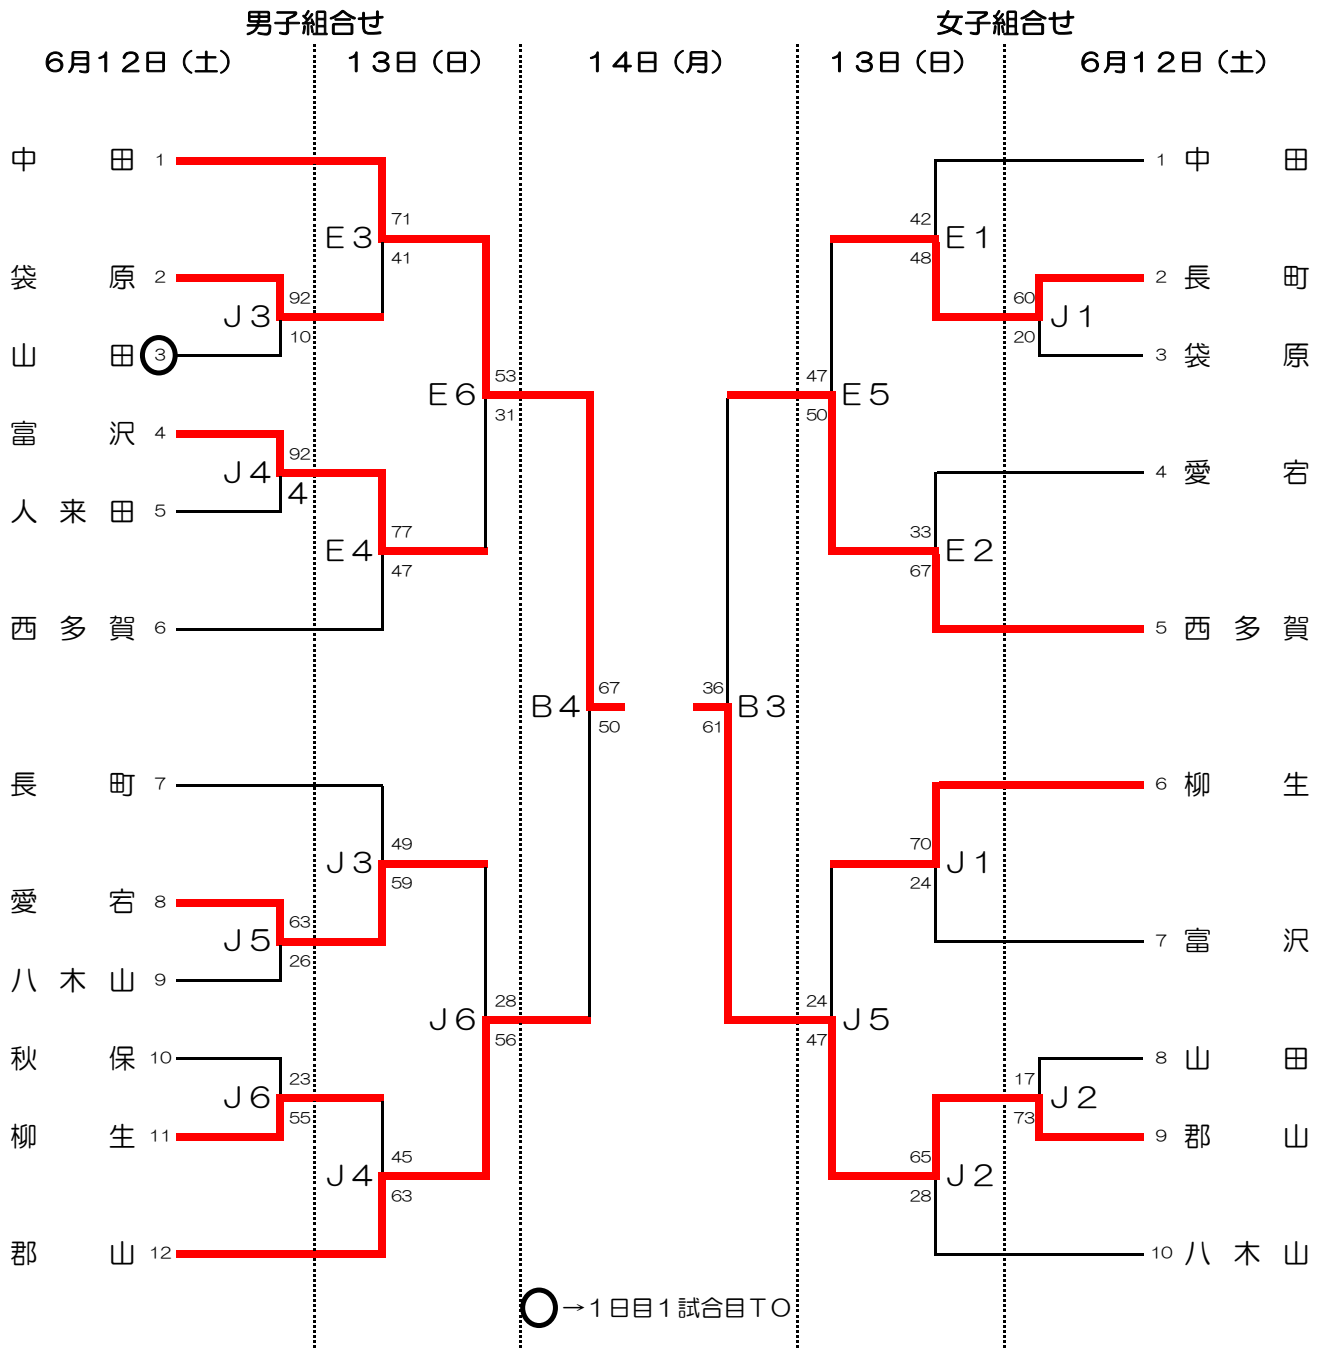 男子組合せ 女子組合せ
６月１２日（土） １３日（日） １４日（月） １３日（日） ６月１２日（土）
中田 1 1 中田
71 42
E3 E1
41 48
袋原 2 2 長町
92 60
J3 J1
10 20
山田 3 3 袋原
53 47
E6 E5
31 50
富沢 4
92
J4 4 愛宕
4
人来田 5
77 33
E4 E2
47 67
西多賀 6 5 西多賀
67 36
B4 B3
50 61
長町 7 6 柳生
49 70
J3 J1
59 24
愛宕 8
63
J5 7 富沢
26
八木山 9
28 24
J6 J5
56 47
秋保 10 8 山田
23 17
J6 J2
55 73
柳生 11 9 郡山
45 65
J4 J2
63 28
郡山 12 10 八木山
→１日目１試合目ＴＯ